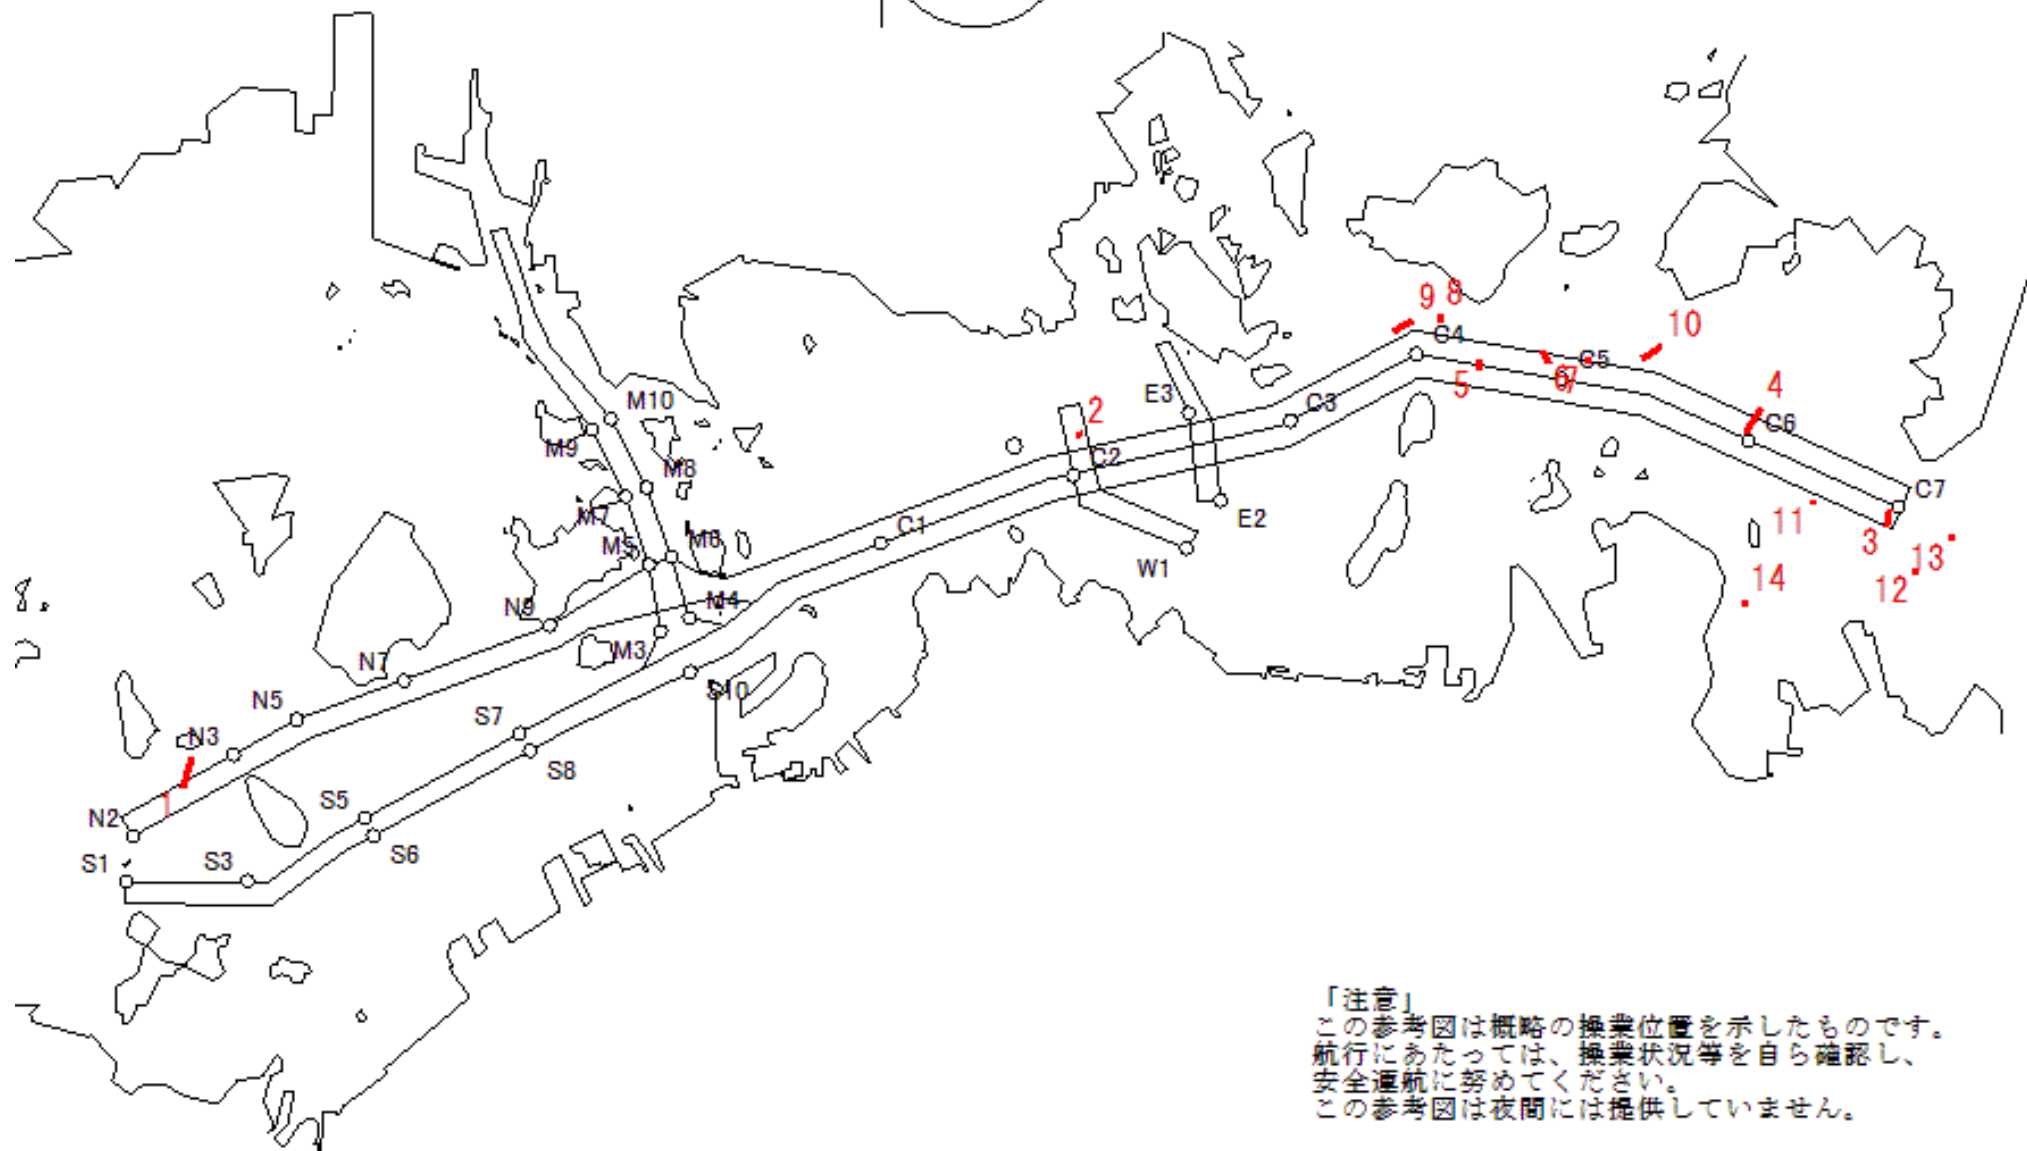 9 8
C4
10
C5
5 67
4
C6
E3
2
C3
M10
M9
C2
M8
C7
E2
M7
11
C1
3
M5 M6
13
W1
12
14
N9
M4
M3
N7
S10
N5
S7
N3
S8
1
S5
N2
S6
S1
S3
「注意」
この参考図は概略の操業位置を示したものです。
航行にあたっては、操業状況等を自ら確認し、
安全運航に努めてください。
この参考図は夜間には提供していません。